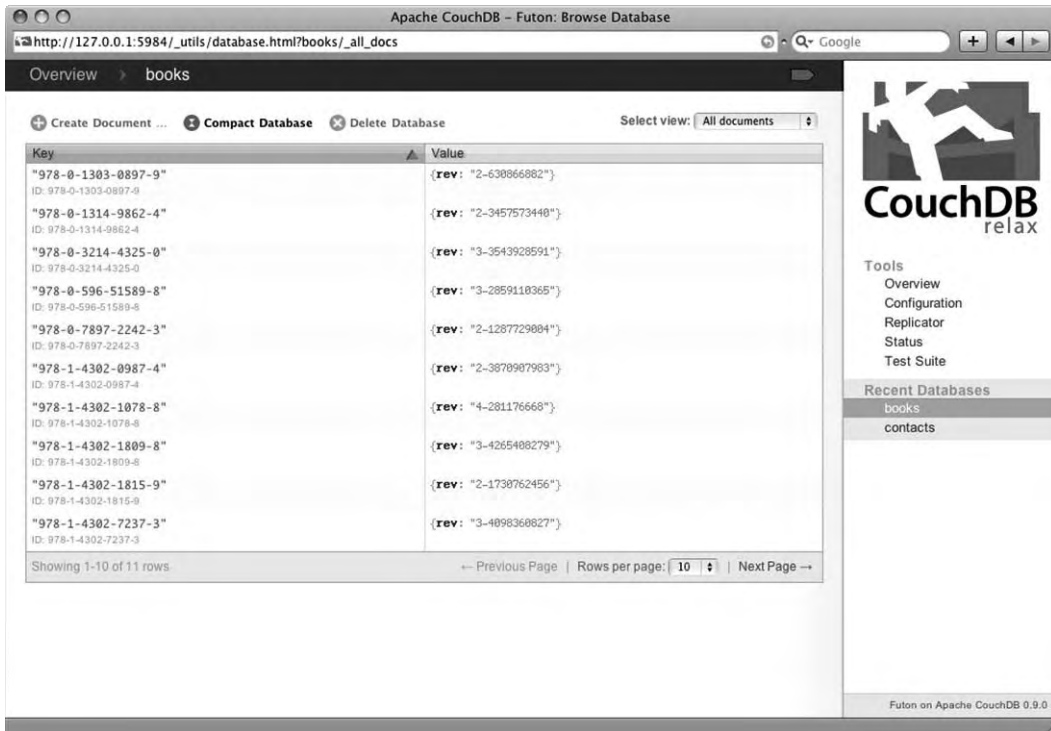 Apache CouchDB – Futon: Browse Database
http://127.0.0.1:5984/_utils/database.html?books/_all_docs
Google
Overview > books
Create Document ... Compact Database Delete Database Select view: All documents
Key Value
"978-0-1303-0897-9" {rev: "2-630866882"}
ID: 978-0-1303-0897-9
"978-0-1314-9862-4" {rev: "2-3457573440"}
ID: 978-0-1314-9862-4
"978-0-3214-4325-0" {rev: "3-3543928591"}
ID: 978-0-3214-4325-0
"978-0-596-51589-8" {rev: "3-2859110365"}
ID: 978-0-596-51589-8
"978-0-7897-2242-3" {rev: "2-1287729004"}
ID: 978-0-7897-2242-3
"978-1-4302-0987-4" {rev: "2-3870907983"}
ID: 978-1-4302-0987-4
"978-1-4302-1078-8" {rev: "4-281176668"}
ID: 978-1-4302-1078-8
"978-1-4302-1809-8" {rev: "3-4265408279"}
ID: 978-1-4302-1809-8
"978-1-4302-1815-9" {rev: "2-1730762456"}
ID: 978-1-4302-1815-9
"978-1-4302-7237-3" {rev: "3-4098360827"}
ID: 978-1-4302-7237-3
Showing 1-10 of 11 rows ← Previous Page | Rows per page: 10 | Next Page →
CouchDB
relax
Tools
Overview
Configuration
Replicator
Status
Test Suite
Recent Databases
books
contacts
Futon on Apache CouchDB 0.9.0